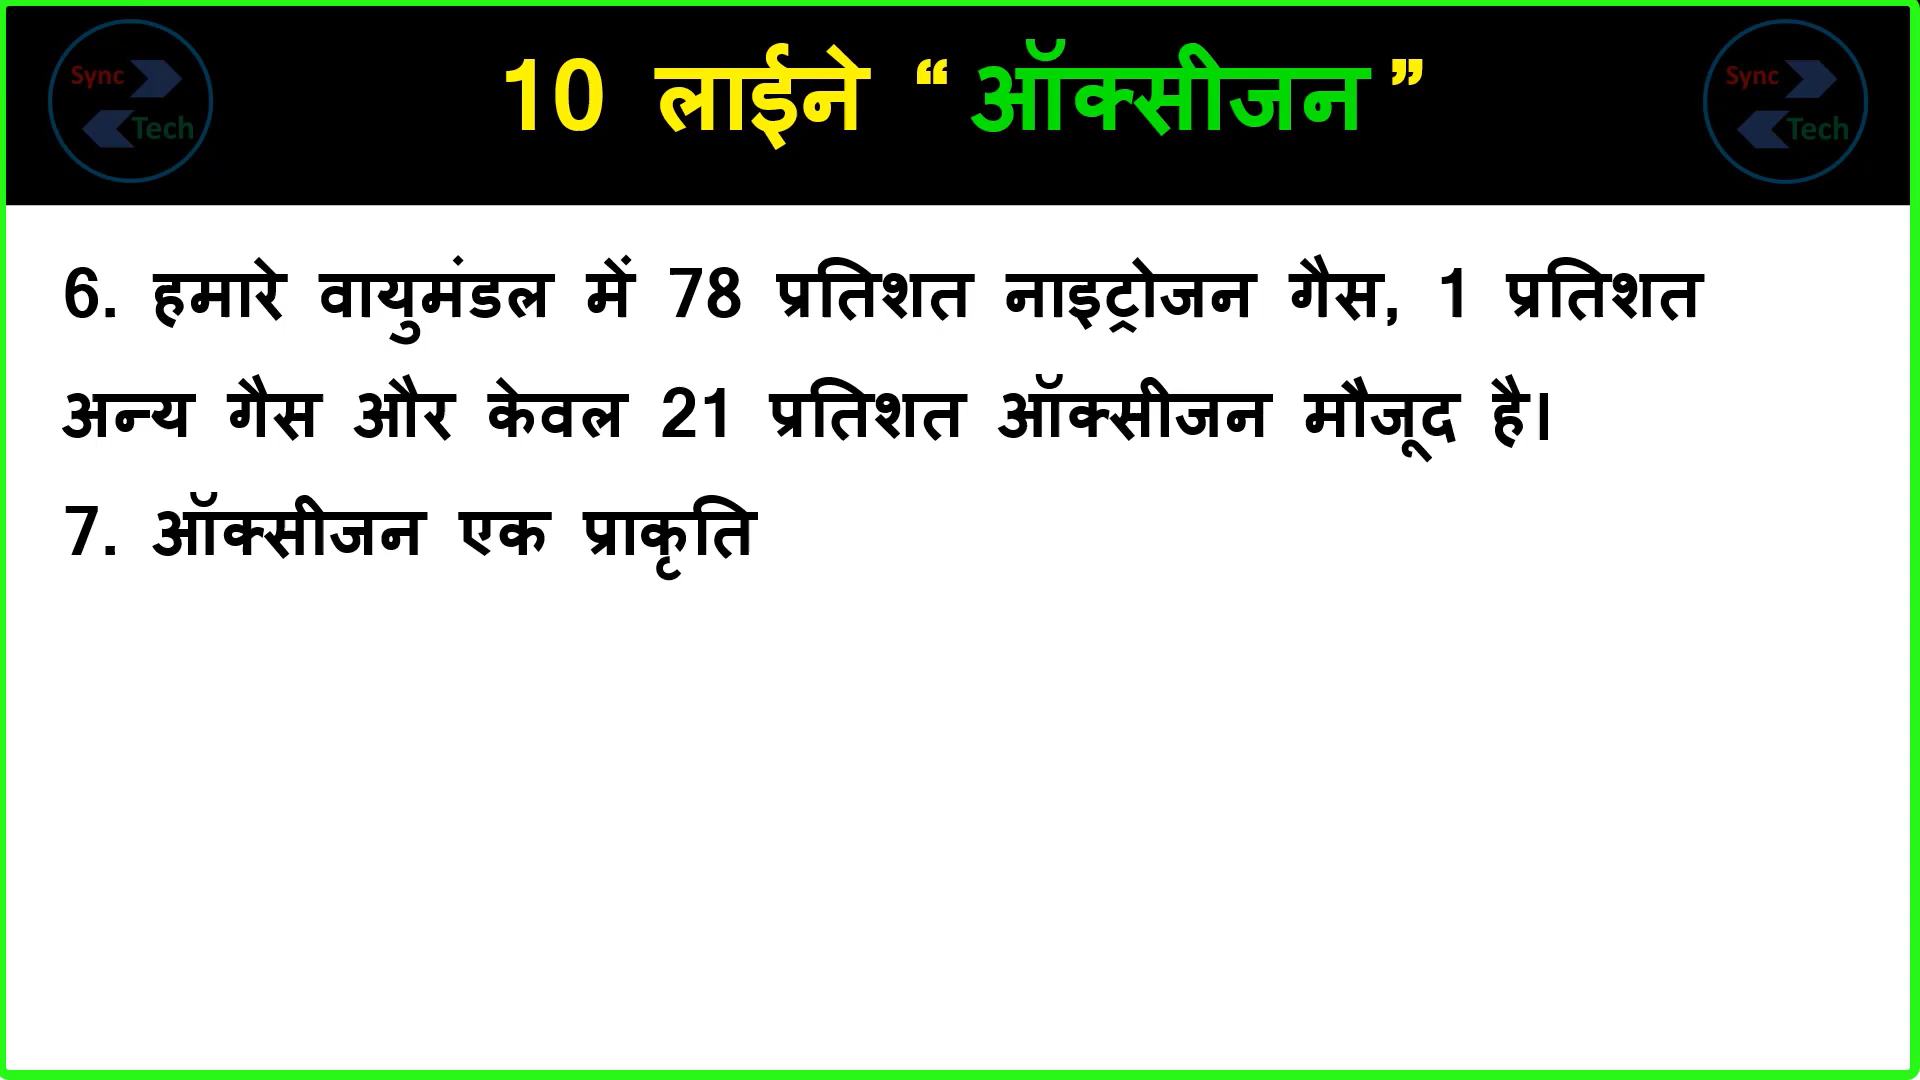 Sync
Tech
10 लाईने “ऑक्सीजन”
Sync
Tech
6. हमारे वायुमंडल में 78 प्रतिशत नाइट्रोजन गैस, 1 प्रतिशत
अन्य गैस और केवल 21 प्रतिशत ऑक्सीजन मौजूद है।
7. ऑक्सीजन एक प्राकृति